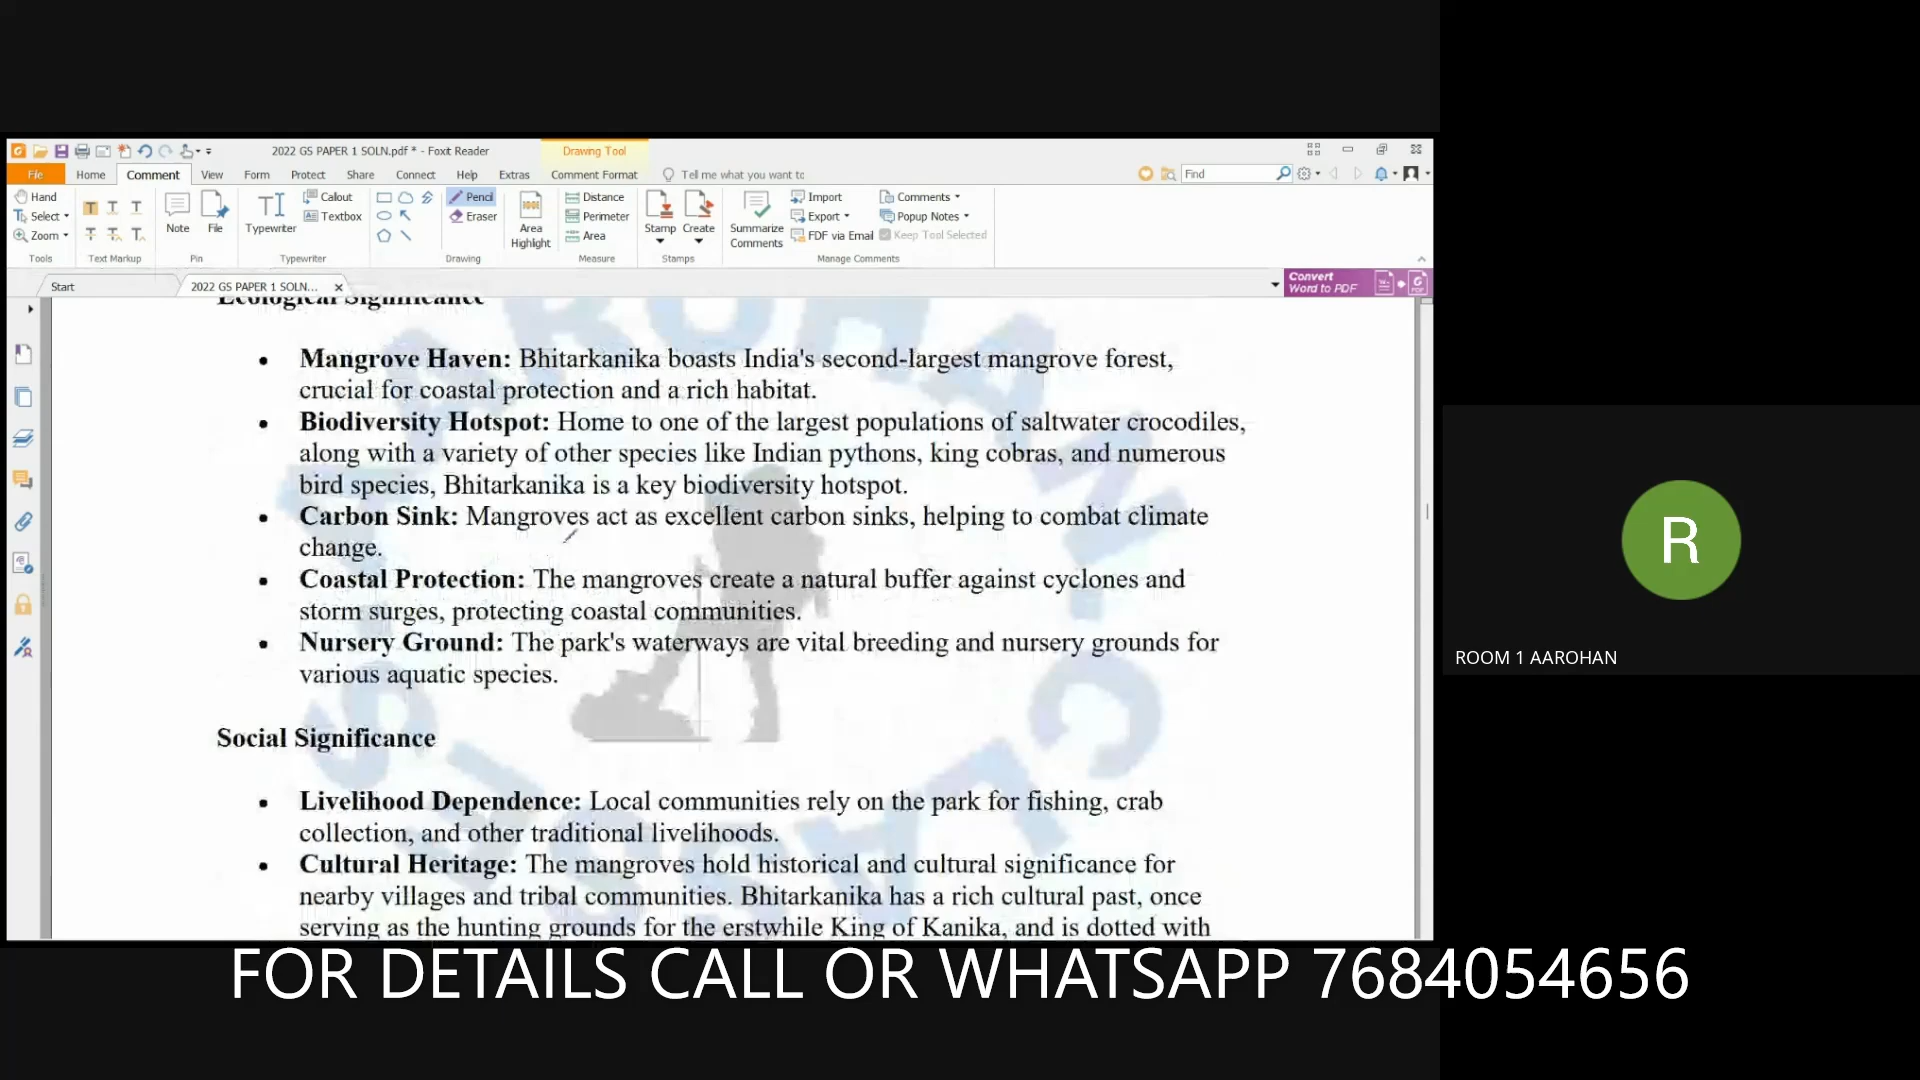 2022 GS PAPER 1 SOLN.pdf * - Foxit Reader
Drawing Tool
File Home Comment View Form Protect Share Connect Help Extras Comment Format Tell me what you want to Find
Hand
Select
Zoom
Tools
Text Markup
Note
File
Pin
Typewriter
Callout
Textbox
Typewriter
Pencil
Eraser
Drawing
Area
Highlight
Distance
Perimeter
Area
Measure
Stamp
Create
Stamps
Summarize
Comments
Import
Export
FDF via Email
Comments
Popup Notes
Keep Tool Selected
Manage Comments
Start
2022 GS PAPER 1 SOLN...
Convert
Word to PDF
Ecological Significance
• Mangrove Haven: Bhitarkanika boasts India's second-largest mangrove forest,
crucial for coastal protection and a rich habitat.
• Biodiversity Hotspot: Home to one of the largest populations of saltwater crocodiles,
along with a variety of other species like Indian pythons, king cobras, and numerous
bird species, Bhitarkanika is a key biodiversity hotspot.
• Carbon Sink: Mangroves act as excellent carbon sinks, helping to combat climate
change.
• Coastal Protection: The mangroves create a natural buffer against cyclones and
storm surges, protecting coastal communities.
• Nursery Ground: The park's waterways are vital breeding and nursery grounds for
various aquatic species.
Social Significance
• Livelihood Dependence: Local communities rely on the park for fishing, crab
collection, and other traditional livelihoods.
• Cultural Heritage: The mangroves hold historical and cultural significance for
nearby villages and tribal communities. Bhitarkanika has a rich cultural past, once
serving as the hunting grounds for the erstwhile King of Kanika, and is dotted with
R
ROOM 1 AAROHAN
FOR DETAILS CALL OR WHATSAPP 7684054656